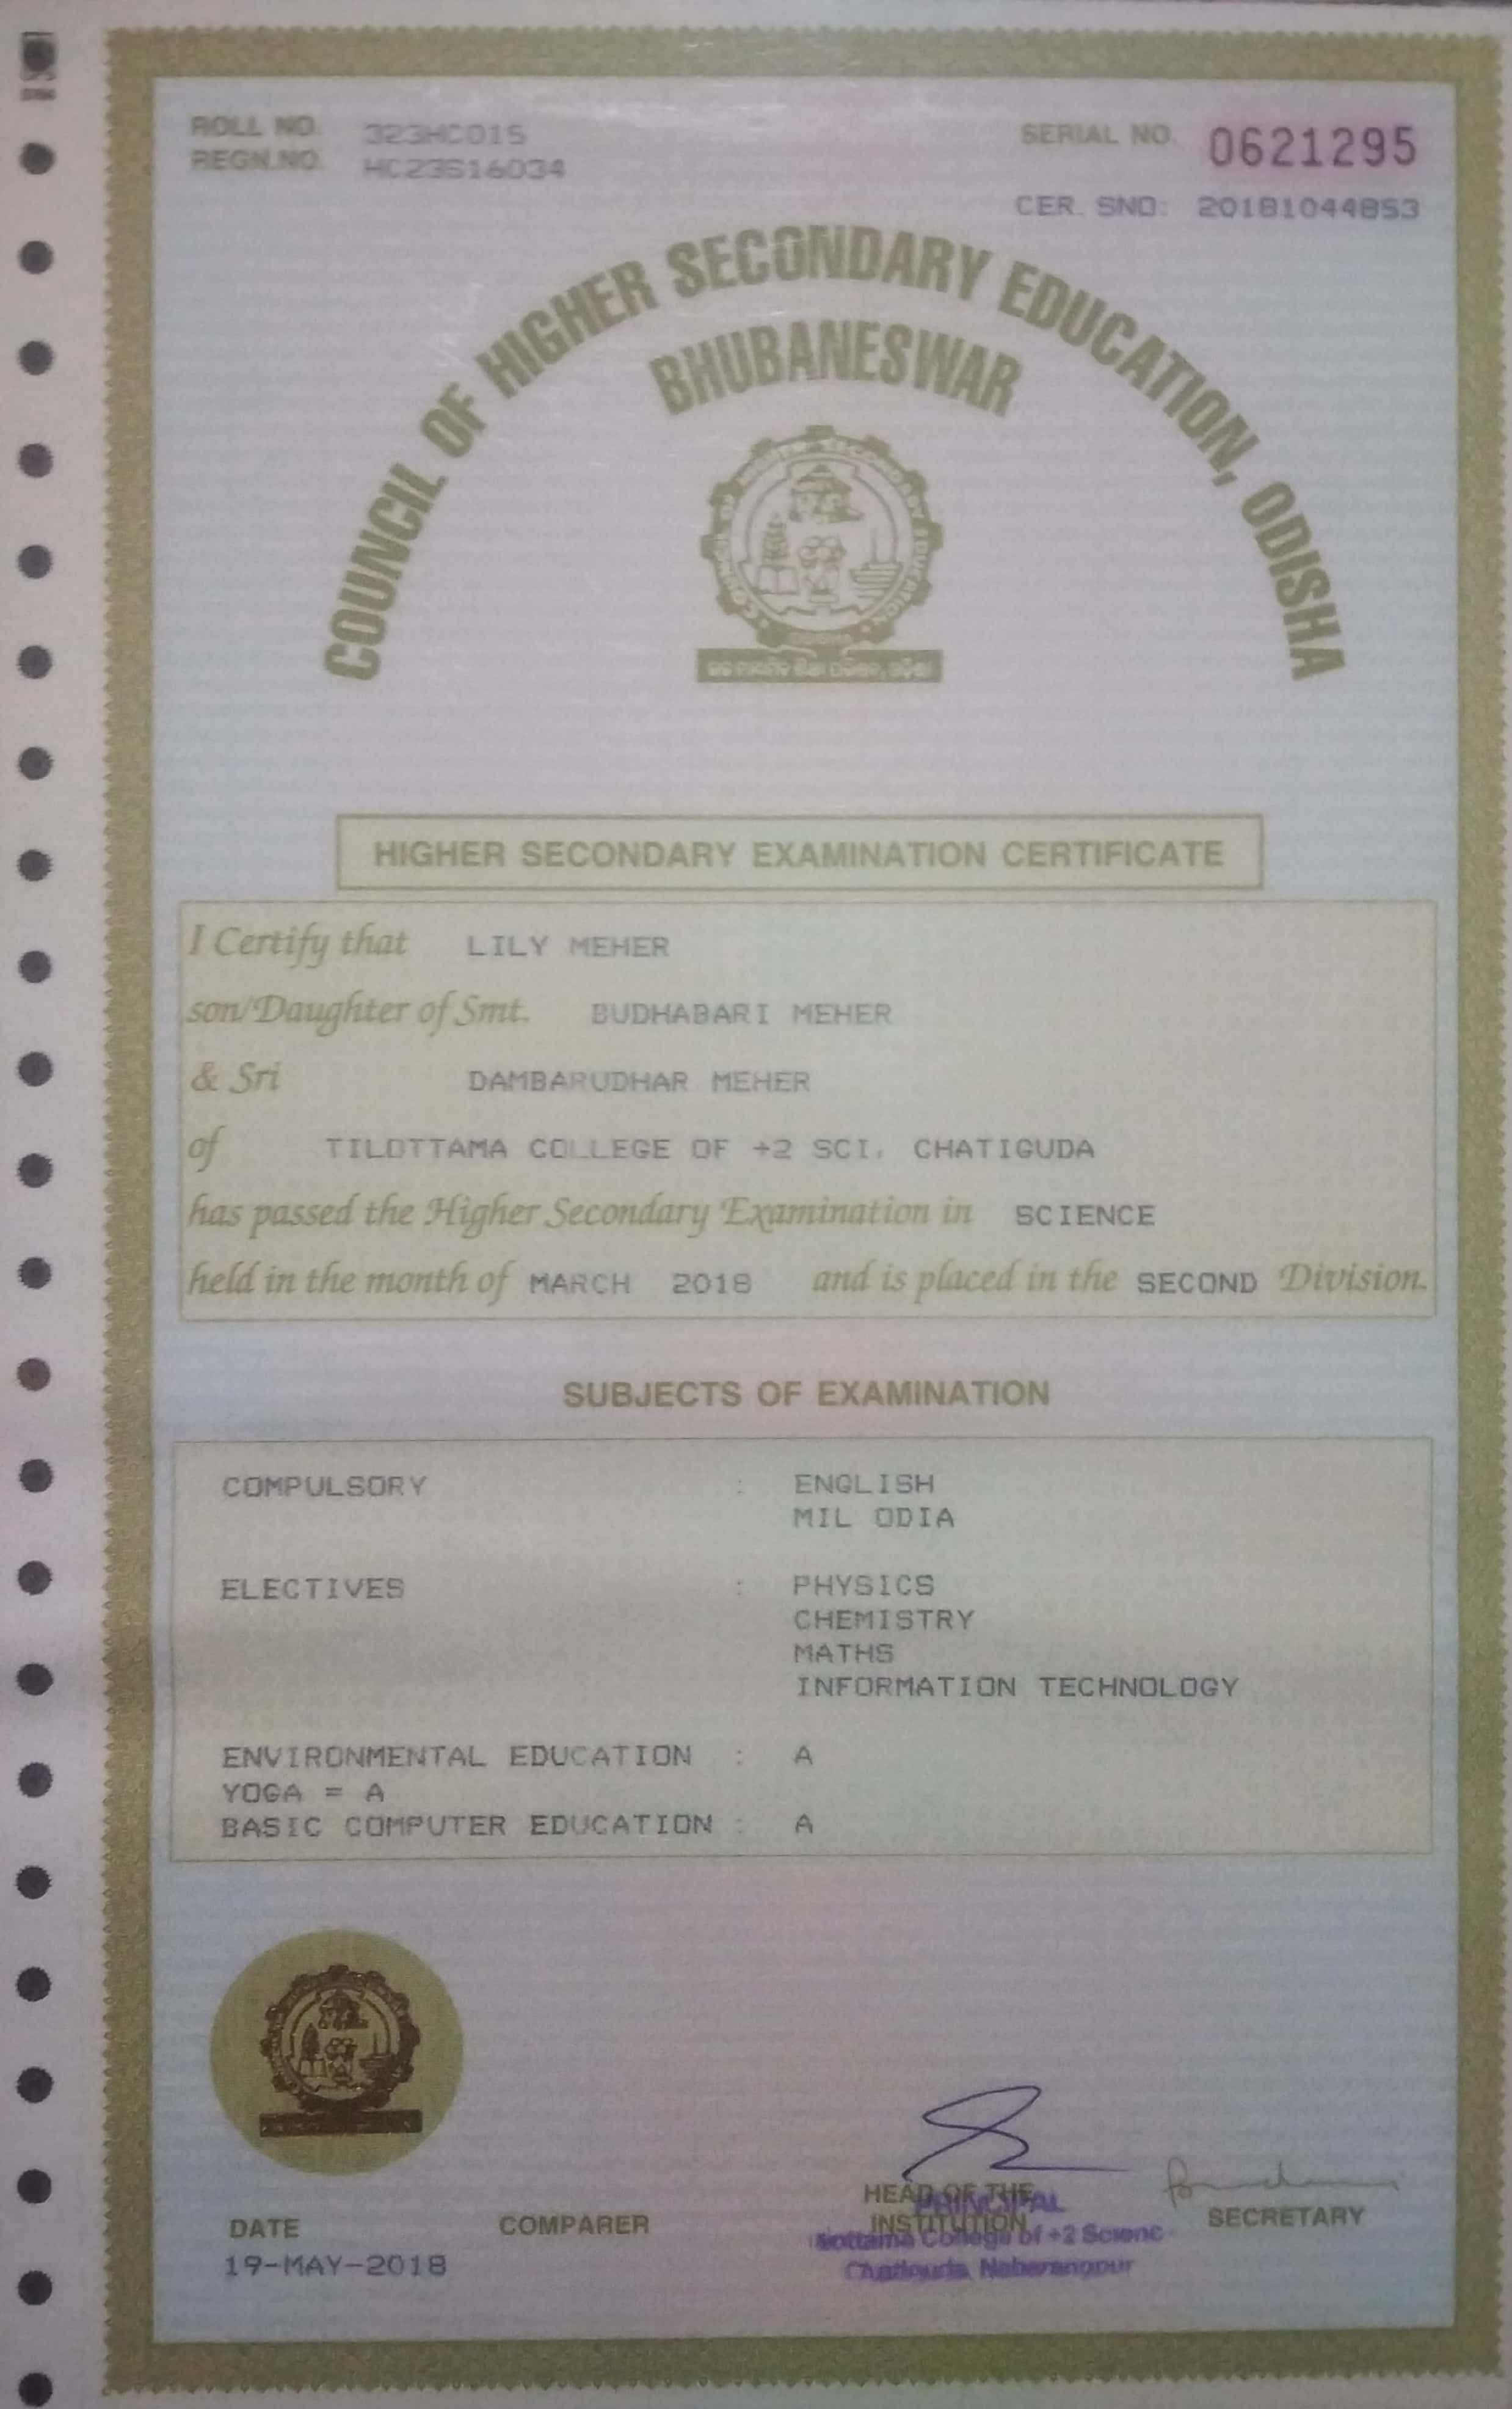 ROLL NO. 323HC015
REGN.NO. HC23S16034
SERIAL NO. 0621295
CER. SNO: 20181044853
COUNCIL OF HIGHER SECONDARY EDUCATION, ODISHA
BHUBANESWAR
HIGHER SECONDARY EXAMINATION CERTIFICATE
I Certify that LILY MEHER
son/Daughter of Smt. BUDHABARI MEHER
& Sri DAMBARUDHAR MEHER
of TILOTTAMA COLLEGE OF +2 SCI. CHATIGUDA
has passed the Higher Secondary Examination in SCIENCE
held in the month of MARCH 2018 and is placed in the SECOND Division.
SUBJECTS OF EXAMINATION
COMPULSORY : ENGLISH
MIL ODIA
ELECTIVES : PHYSICS
CHEMISTRY
MATHS
INFORMATION TECHNOLOGY
ENVIRONMENTAL EDUCATION : A
YOGA = A
BASIC COMPUTER EDUCATION : A
DATE
19-MAY-2018
COMPARER
HEAD OF THE
INSTITUTION
PRINCIPAL
College of +2 Scienc
Nabarangpur
SECRETARY